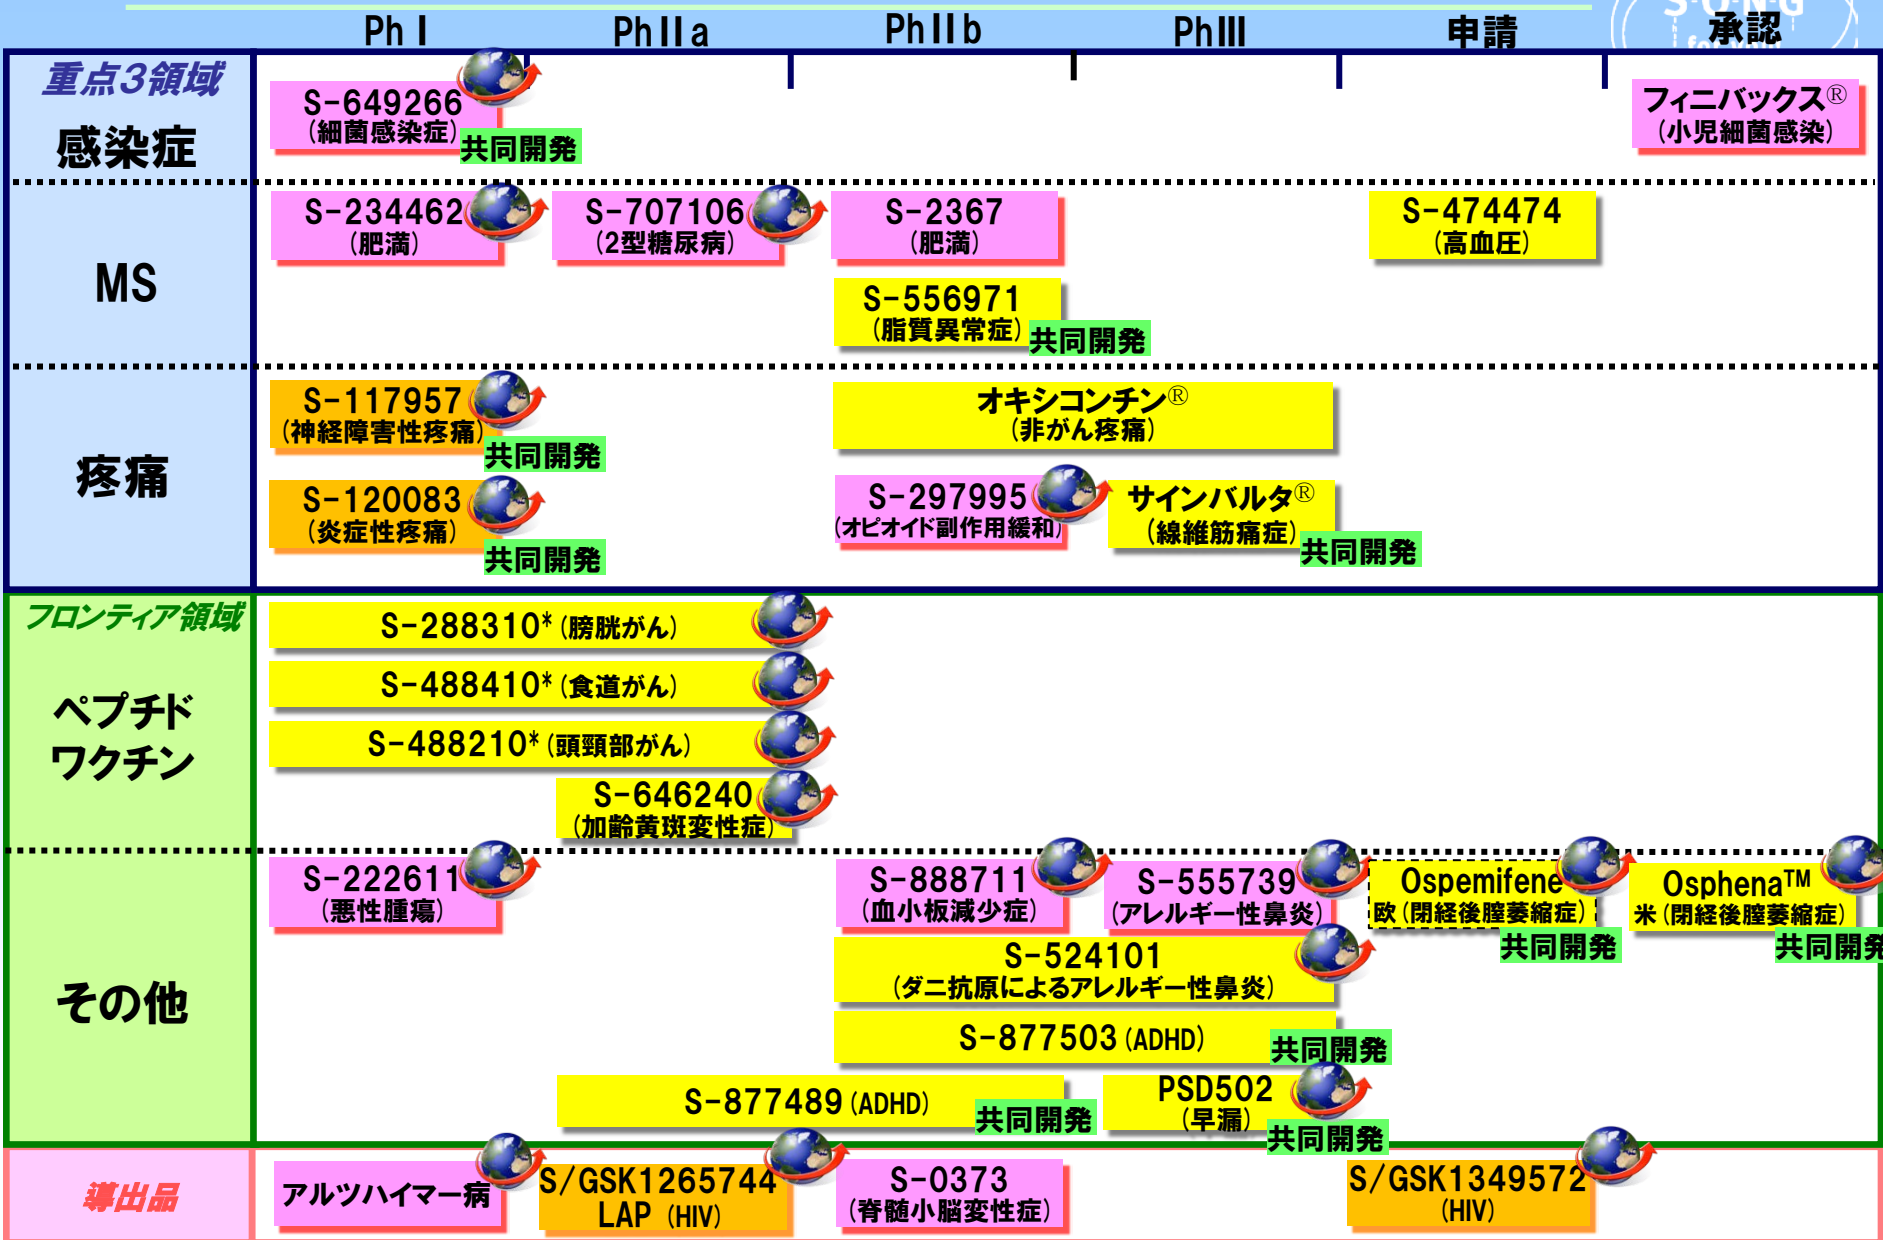 S-O-N-G
for you
Ph I PhⅡa PhⅡb PhⅢ 申請 承認
重点3領域
感染症
S-649266
(細菌感染症)
共同開発
フィニバックス®
(小児細菌感染)
MS
S-234462
(肥満)
S-707106
(2型糖尿病)
S-2367
(肥満)
S-474474
(高血圧)
S-556971
(脂質異常症)
共同開発
疼痛
S-117957
(神経障害性疼痛)
共同開発
オキシコンチン®
(非がん疼痛)
S-120083
(炎症性疼痛)
共同開発
S-297995
(オピオイド副作用緩和)
サインバルタ®
(線維筋痛症)
共同開発
フロンティア領域
ペプチド
ワクチン
S-288310* (膀胱がん)
S-488410* (食道がん)
S-488210* (頭頸部がん)
S-646240
(加齢黄斑変性症)
その他
S-222611
(悪性腫瘍)
S-888711
(血小板減少症)
S-555739
(アレルギー性鼻炎)
Ospemifene
欧(閉経後膣萎縮症)
共同開発
Osphena™
米(閉経後膣萎縮症)
共同開発
S-524101
(ダニ抗原によるアレルギー性鼻炎)
S-877503 (ADHD)
共同開発
S-877489 (ADHD)
共同開発
PSD502
(早漏)
共同開発
導出品
アルツハイマー病
S/GSK1265744
LAP (HIV)
S-0373
(脊髄小脳変性症)
S/GSK1349572
(HIV)